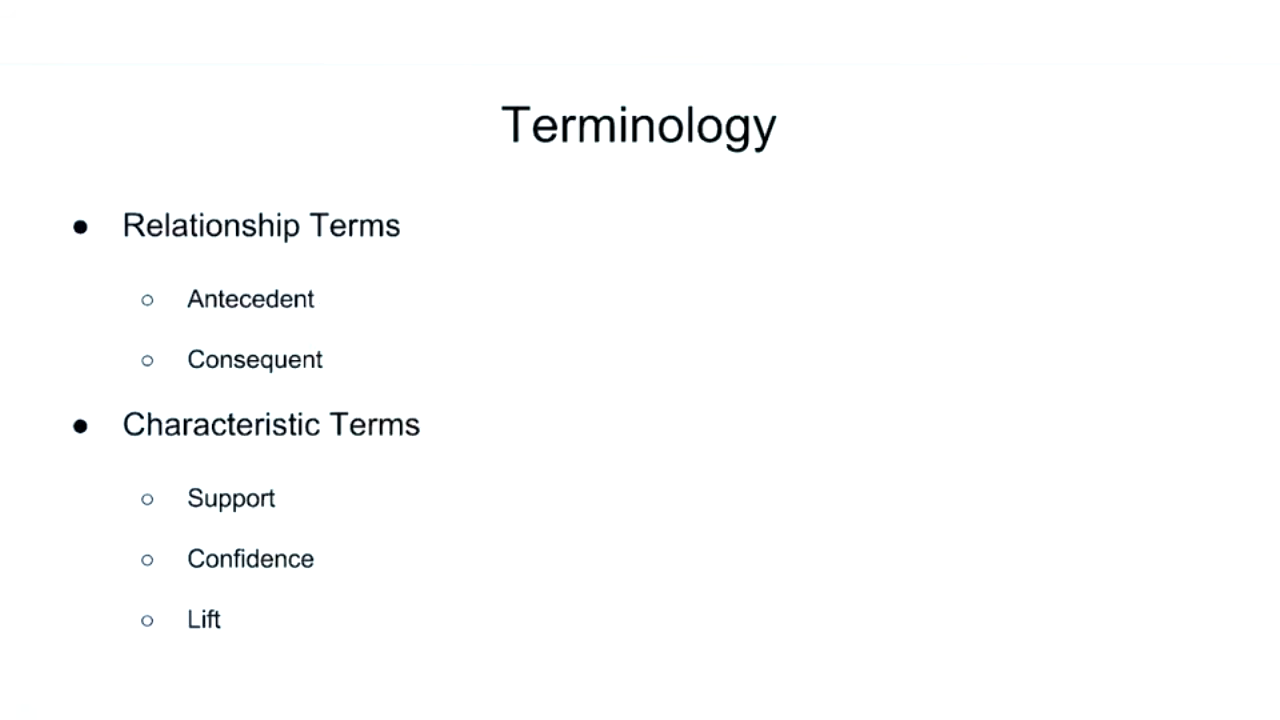 Terminology
● Relationship Terms
○ Antecedent
○ Consequent
● Characteristic Terms
○ Support
○ Confidence
○ Lift